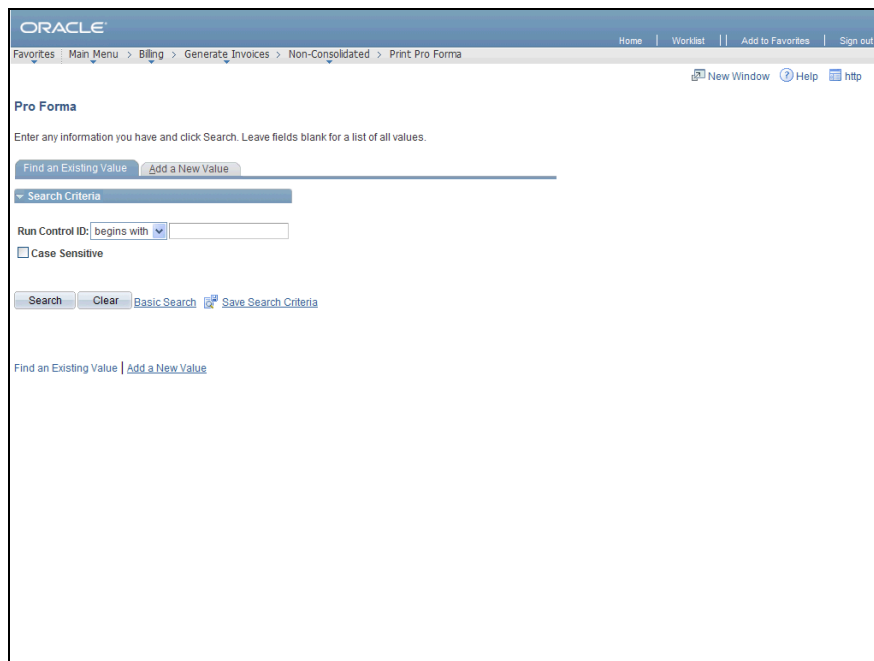 ORACLE
Home | Worklist || Add to Favorites | Sign out
Favorites Main Menu > Billing > Generate Invoices > Non-Consolidated > Print Pro Forma
New Window ? Help http
Pro Forma
Enter any information you have and click Search. Leave fields blank for a list of all values.
Find an Existing Value Add a New Value
Search Criteria
Run Control ID: begins with
Case Sensitive
Search Clear Basic Search Save Search Criteria
Find an Existing Value | Add a New Value